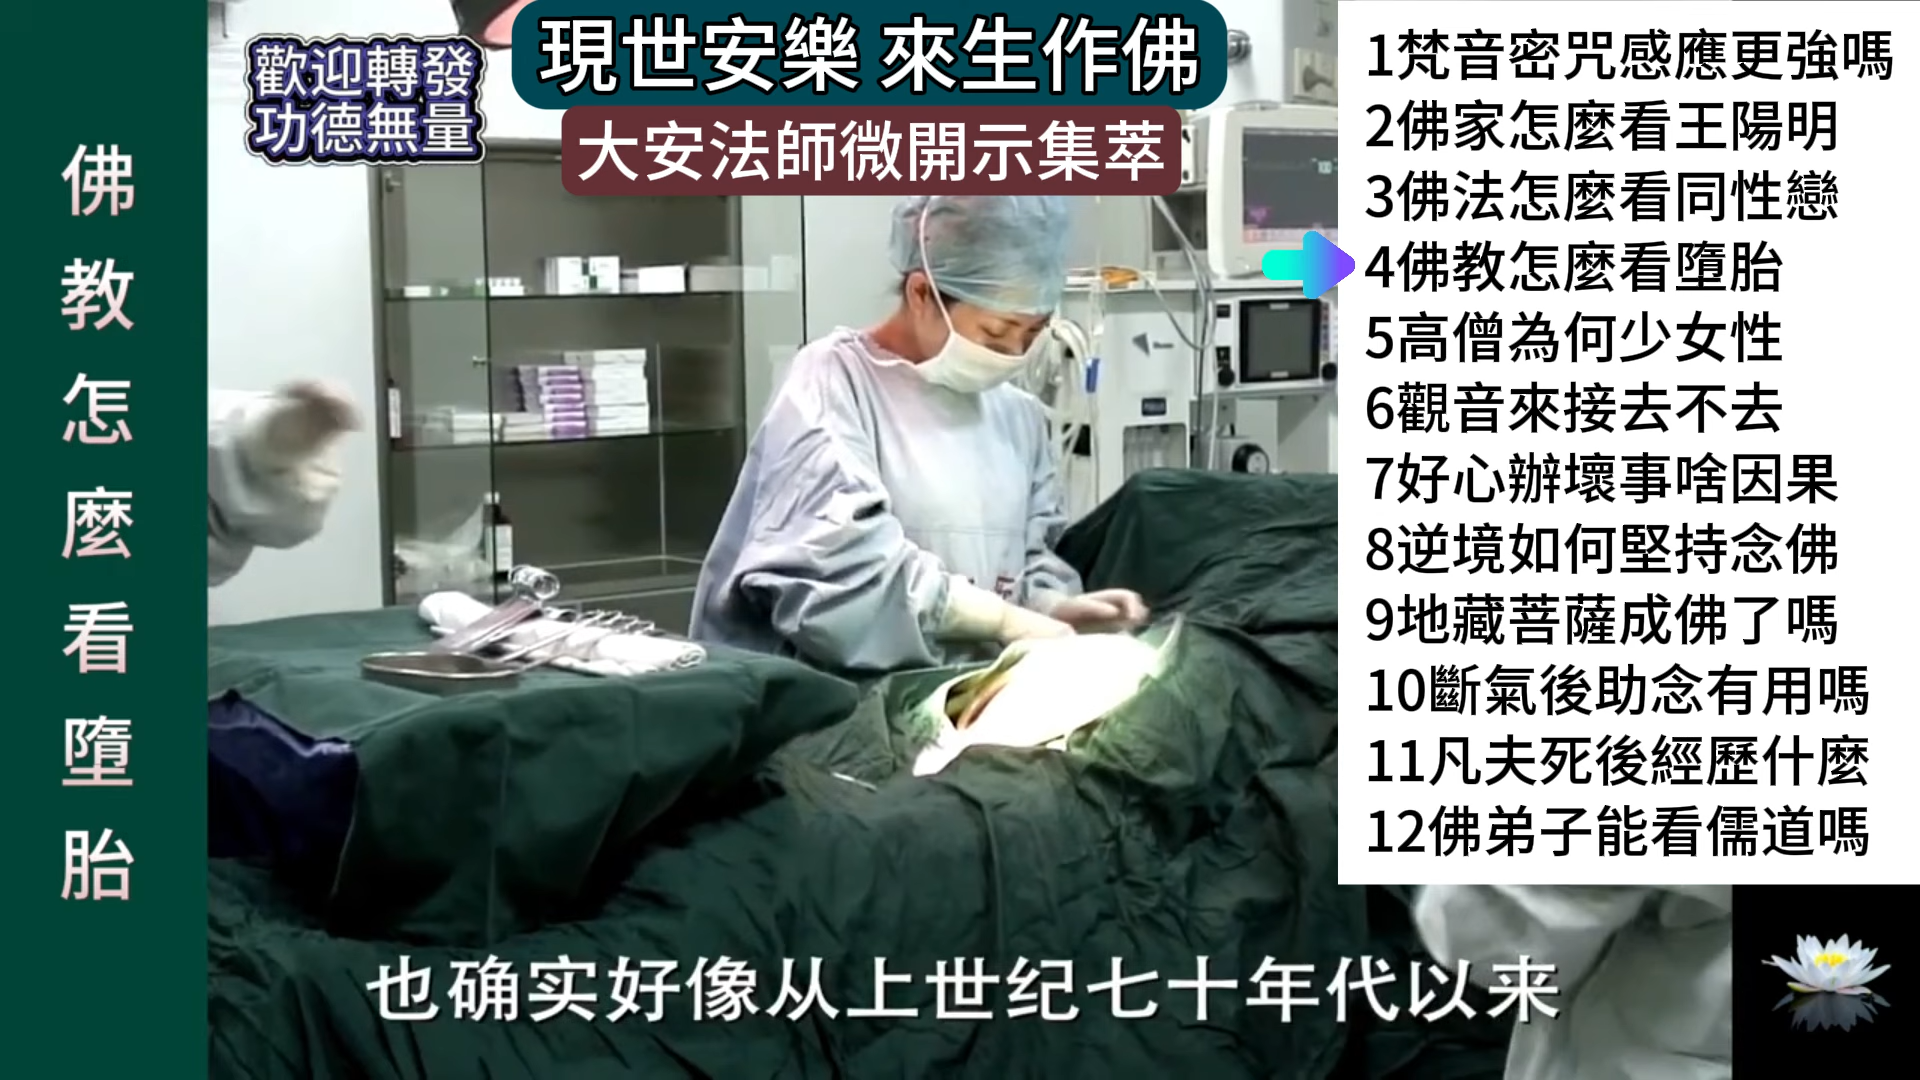 歡迎轉發
功德無量
現世安樂 來生作佛
大安法師微開示集萃
佛教怎麼看墮胎
1梵音密咒感應更強嗎
2佛家怎麼看王陽明
3佛法怎麼看同性戀
4佛教怎麼看墮胎
5高僧為何少女性
6觀音來接去不去
7好心辦壞事啥因果
8逆境如何堅持念佛
9地藏菩薩成佛了嗎
10斷氣後助念有用嗎
11凡夫死後經歷什麼
12佛弟子能看儒道嗎
也确实好像从上世纪七十年代以来